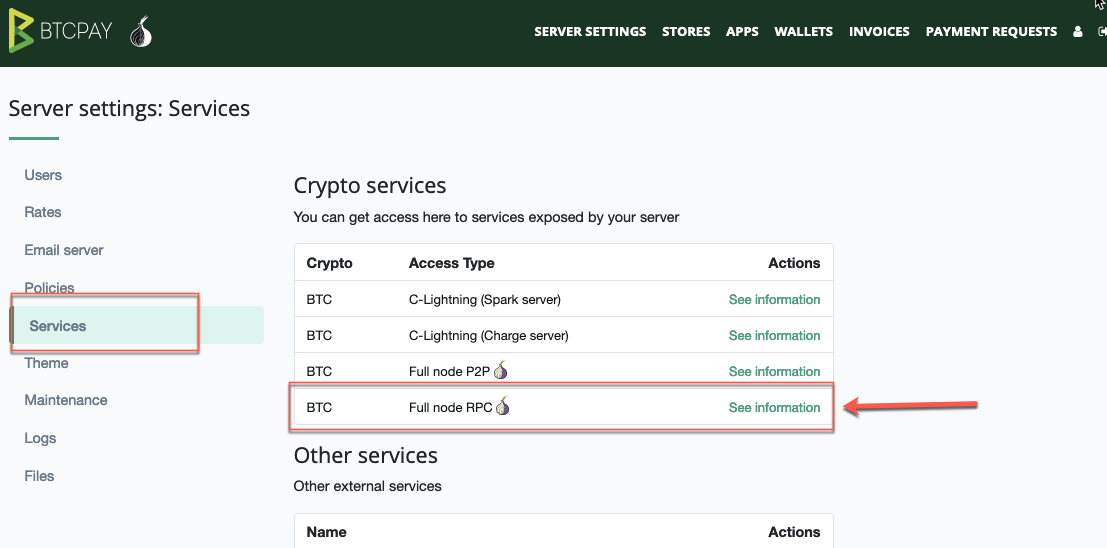 BTCPAY
SERVER SETTINGS STORES APPS WALLETS INVOICES PAYMENT REQUESTS
Server settings: Services
Users
Rates
Email server
Policies
Services
Theme
Maintenance
Logs
Files
Crypto services
You can get access here to services exposed by your server
Crypto Access Type Actions
BTC C-Lightning (Spark server) See information
BTC C-Lightning (Charge server) See information
BTC Full node P2P See information
BTC Full node RPC See information
Other services
Other external services
Name Actions